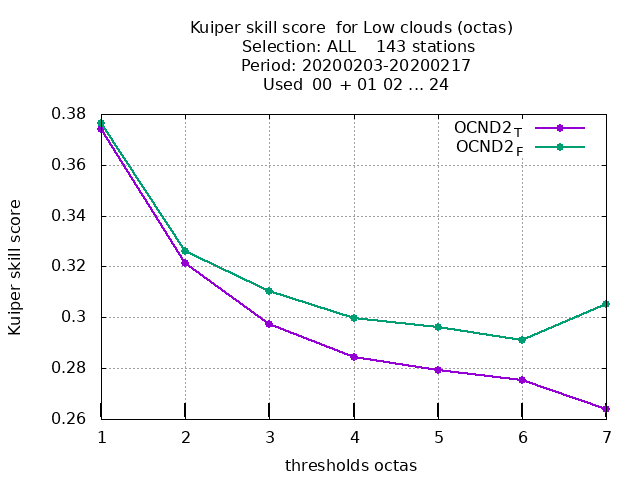 Kuiper skill score  for Low clouds (octas)
Selection: ALL    143 stations
Period: 20200203-20200217
Used  00 + 01 02 ... 24
OCND2T
OCND2F
0.38
0.36
0.34
0.32
0.3
0.28
0.26
Kuiper skill score
1 2 3 4 5 6 7
thresholds octas